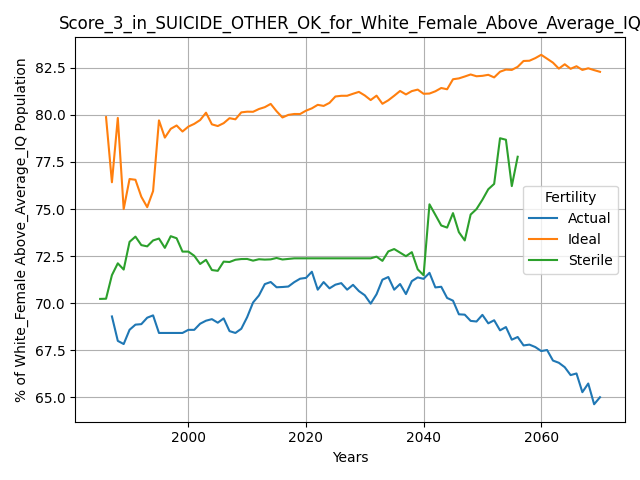 Score_3_in_SUICIDE_OTHER_OK_for_White_Female_Above_Average_IQ
% of White_Female Above_Average_IQ Population
82.5
80.0
77.5
75.0
72.5
70.0
67.5
65.0
Fertility
Actual
Ideal
Sterile
2000
2020
2040
2060
Years